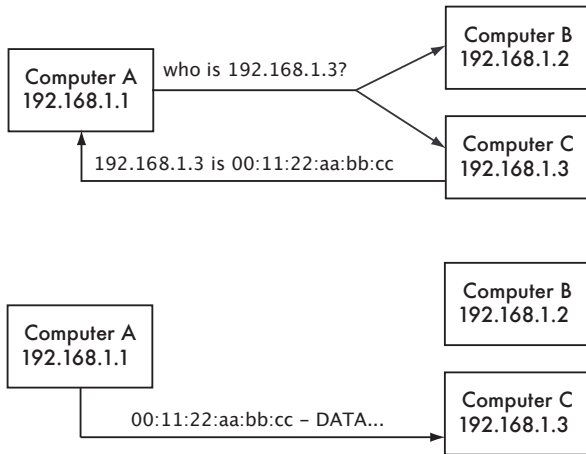 Computer B
192.168.1.2
Computer A
192.168.1.1
who is 192.168.1.3?
Computer C
192.168.1.3
192.168.1.3 is 00:11:22:aa:bb:cc
Computer B
192.168.1.2
Computer A
192.168.1.1
Computer C
192.168.1.3
00:11:22:aa:bb:cc – DATA...